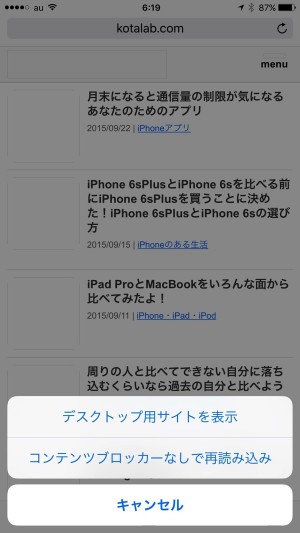 au 6:19 87%
kotalab.com
menu
月末になると通信量の制限が気になる
あなたのためのアプリ
2015/09/22 | iPhoneアプリ
iPhone 6sPlusとiPhone 6sを比べる前
にiPhone 6sPlusを買うことに決め
た！iPhone 6sPlusとiPhone 6sの選び
方
2015/09/15 | iPhoneのある生活
iPad ProとMacBookをいろんな面から
比べてみたよ！
2015/09/11 | iPhone・iPad・iPod
周りの人と比べてできない自分に落ち
込むくらいなら過去の自分と比べよう
デスクトップ用サイトを表示
コンテンツブロッカーなしで再読み込み
キャンセル